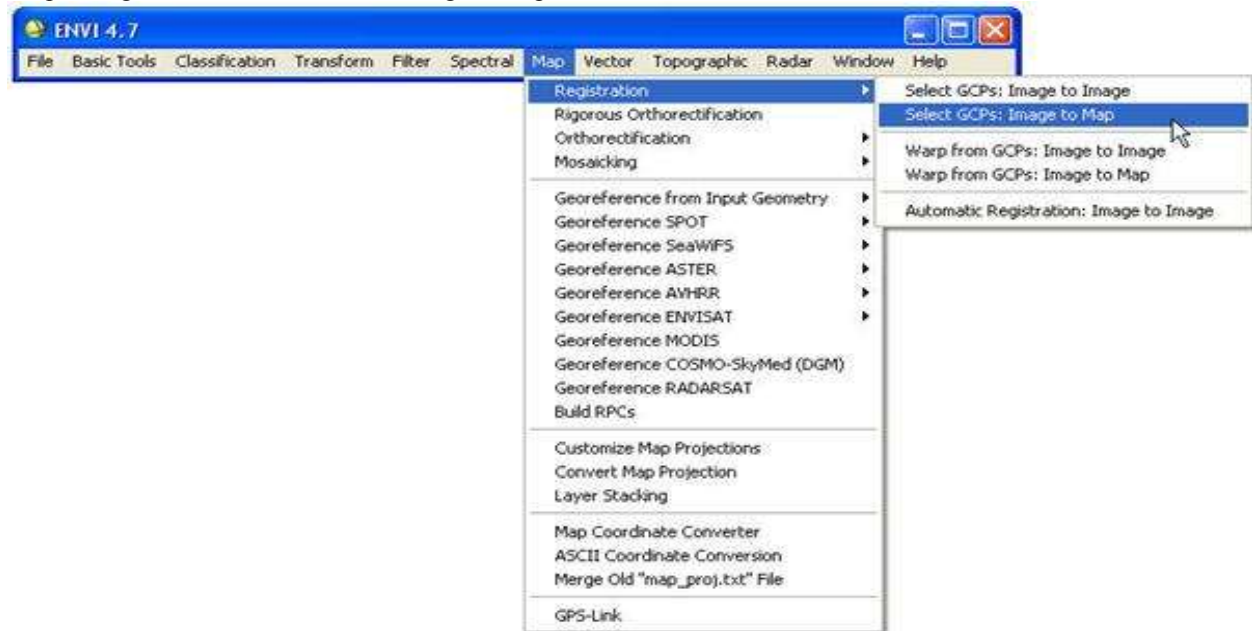 ENVI 4.7
File Basic Tools Classification Transform Filter Spectral Map Vector Topographic Radar Window Help
Registration
Rigorous Orthorectification
Orthorectification
Mosaicking
Georeference from Input Geometry
Georeference SPOT
Georeference SeaWiFS
Georeference ASTER
Georeference AVHRR
Georeference ENVISAT
Georeference MODIS
Georeference COSMO-SkyMed (DGM)
Georeference RADARSAT
Build RPCs
Customize Map Projections
Convert Map Projection
Layer Stacking
Map Coordinate Converter
ASCII Coordinate Conversion
Merge Old "map_proj.txt" File
GPS-Link
Select GCPs: Image to Image
Select GCPs: Image to Map
Warp from GCPs: Image to Image
Warp from GCPs: Image to Map
Automatic Registration: Image to Image